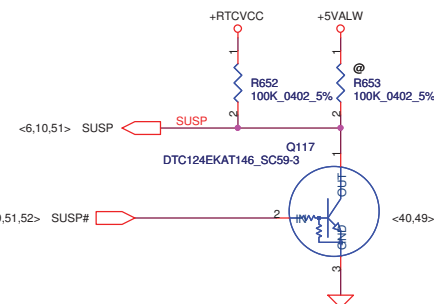 +RTCVCC +5VALW
1 1
@
R652 R653
100K_0402_5% 100K_0402_5%
2 2
<6,10,51> SUSP SUSP
Q117
DTC124EKAT146_SC59-3
1
OUT
,51,52> SUSP# 2 IN <40,49>
GND
3